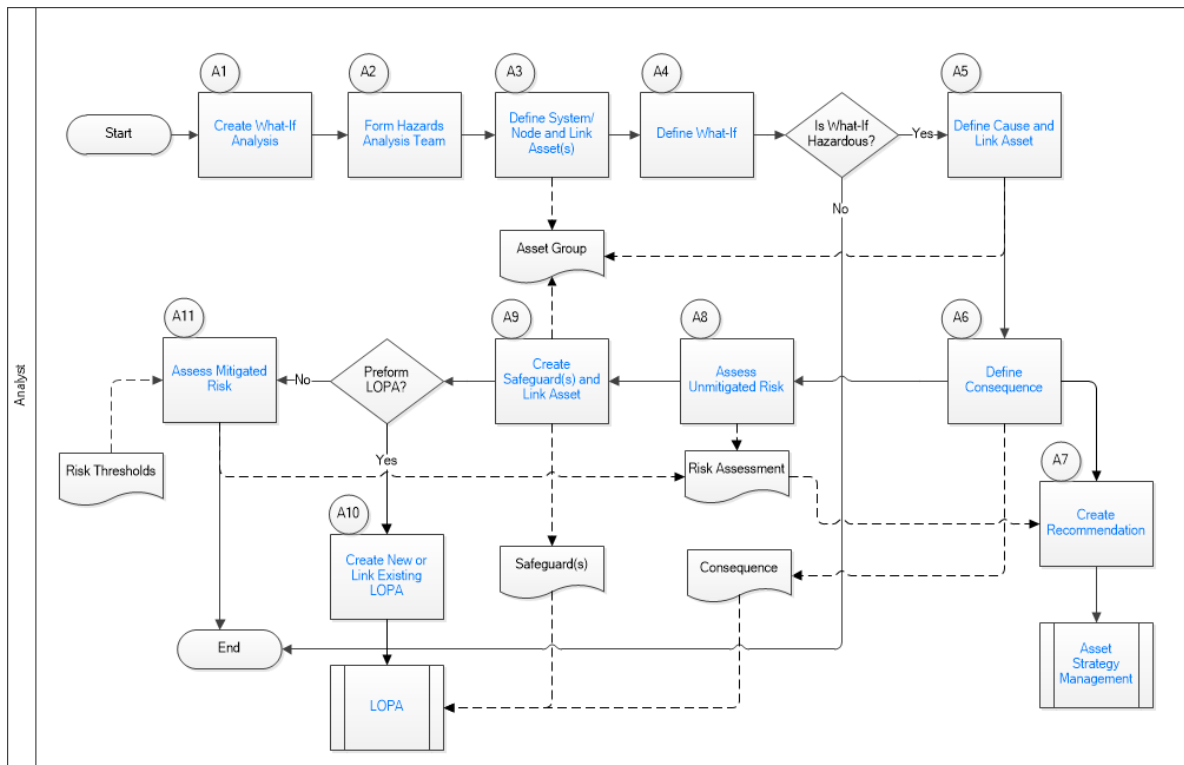 A1
A2
A3
A4
A5
Start
Create What-If
Analysis
Form Hazards
Analysis Team
Define System/
Node and Link
Asset(s)
Define What-If
Is What-If
Hazardous?
Yes
Define Cause and
Link Asset
No
Asset Group
A11
A9
A8
A6
Assess Mitigated
Risk
No
Preform
LOPA?
Create
Safeguard(s) and
Link Asset
Assess
Unmitigated Risk
Define
Consequence
Analyst
Yes
Risk Thresholds
Risk Assessment
A7
Create
Recommendation
A10
Create New or
Link Existing
LOPA
Safeguard(s)
Consequence
End
LOPA
Asset
Strategy
Management